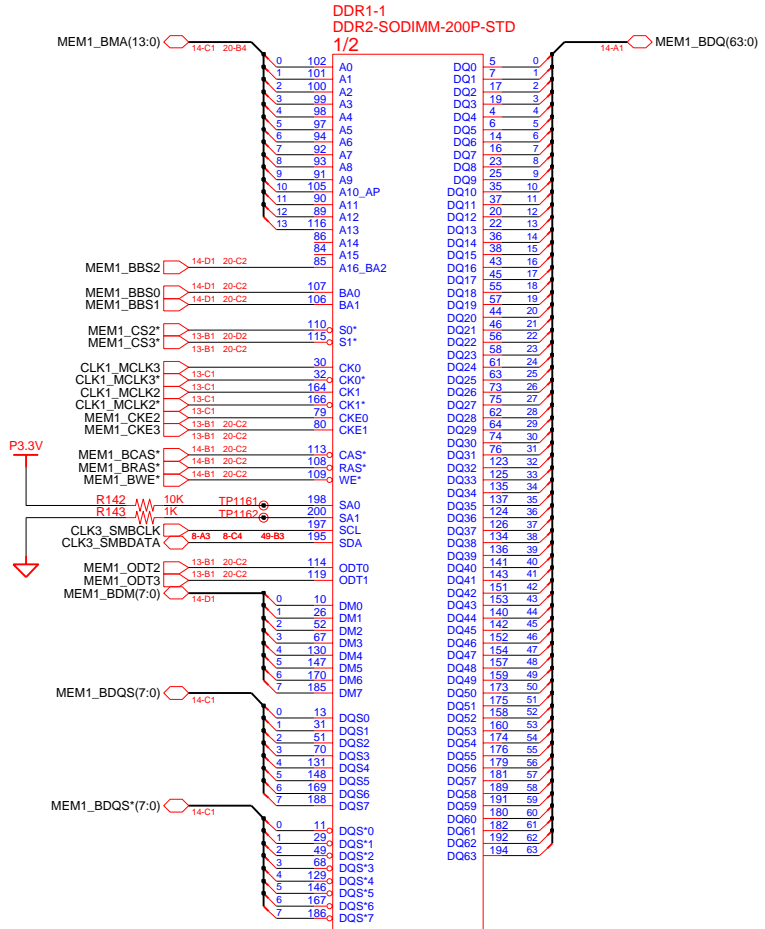 DDR1-1
DDR2-SODIMM-200P-STD
1/2
MEM1_BMA(13:0) 14-C1 20-B4
0 102 A0
1 101 A1
2 100 A2
3 99 A3
4 98 A4
5 97 A5
6 94 A6
7 92 A7
8 93 A8
9 91 A9
10 105 A10_AP
11 90 A11
12 89 A12
13 116 A13
86 A14
84 A15
MEM1_BBS2 14-D1 20-C2 85 A16_BA2
MEM1_BBS0 14-D1 20-C2 107 BA0
MEM1_BBS1 14-D1 20-C2 106 BA1
MEM1_CS2* 13-B1 20-D2 110 S0*
MEM1_CS3* 13-B1 20-C2 115 S1*
CLK1_MCLK3 13-C1 30 CK0
CLK1_MCLK3* 13-C1 32 CK0*
CLK1_MCLK2 13-C1 164 CK1
CLK1_MCLK2* 13-C1 166 CK1*
MEM1_CKE2 13-B1 20-C2 79 CKE0
MEM1_CKE3 13-B1 20-C2 80 CKE1
P3.3V
MEM1_BCAS* 14-B1 20-C2 113 CAS*
MEM1_BRAS* 14-B1 20-C2 108 RAS*
MEM1_BWE* 14-B1 20-C2 109 WE*
R142 10K TP1161 198 SA0
R143 1K TP1162 200 SA1
CLK3_SMBCLK 8-A3 8-C4 49-B3 197 SCL
CLK3_SMBDATA 8-A3 8-C4 49-B3 195 SDA
MEM1_ODT2 13-B1 20-C2 114 ODT0
MEM1_ODT3 13-B1 20-C2 119 ODT1
MEM1_BDM(7:0) 14-D1
0 10 DM0
1 26 DM1
2 52 DM2
3 67 DM3
4 130 DM4
5 147 DM5
6 170 DM6
7 185 DM7
MEM1_BDQS(7:0) 14-C1
0 13 DQS0
1 31 DQS1
2 51 DQS2
3 70 DQS3
4 131 DQS4
5 148 DQS5
6 169 DQS6
7 188 DQS7
MEM1_BDQS*(7:0) 14-C1
0 11 DQS*0
1 29 DQS*1
2 49 DQS*2
3 68 DQS*3
4 129 DQS*4
5 146 DQS*5
6 167 DQS*6
7 186 DQS*7
14-A1 MEM1_BDQ(63:0)
DQ0 5 0
DQ1 7 1
DQ2 17 2
DQ3 19 3
DQ4 4 4
DQ5 6 5
DQ6 14 6
DQ7 16 7
DQ8 23 8
DQ9 25 9
DQ10 35 10
DQ11 37 11
DQ12 20 12
DQ13 22 13
DQ14 36 14
DQ15 38 15
DQ16 43 16
DQ17 45 17
DQ18 55 18
DQ19 57 19
DQ20 44 20
DQ21 46 21
DQ22 56 22
DQ23 58 23
DQ24 61 24
DQ25 63 25
DQ26 73 26
DQ27 75 27
DQ28 62 28
DQ29 64 29
DQ30 74 30
DQ31 76 31
DQ32 123 32
DQ33 125 33
DQ34 135 34
DQ35 137 35
DQ36 124 36
DQ37 126 37
DQ38 134 38
DQ39 136 39
DQ40 141 40
DQ41 143 41
DQ42 151 42
DQ43 153 43
DQ44 140 44
DQ45 142 45
DQ46 152 46
DQ47 154 47
DQ48 157 48
DQ49 159 49
DQ50 173 50
DQ51 175 51
DQ52 158 52
DQ53 160 53
DQ54 174 54
DQ55 176 55
DQ56 179 56
DQ57 181 57
DQ58 189 58
DQ59 191 59
DQ60 180 60
DQ61 182 61
DQ62 192 62
DQ63 194 63